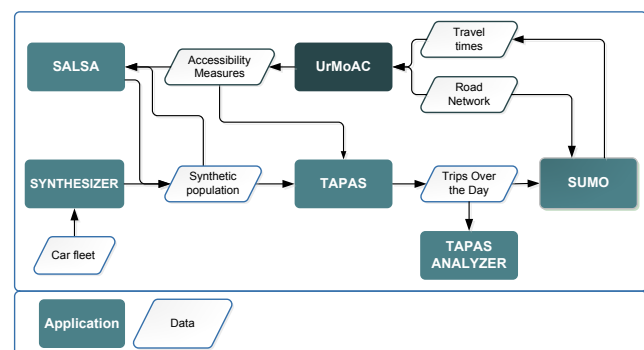 SALSA
Accessibility
Measures
UrMoAC
Travel
times
Road
Network
SYNTHESIZER
Synthetic
population
TAPAS
Trips Over
the Day
SUMO
Car fleet
TAPAS
ANALYZER
Application
Data